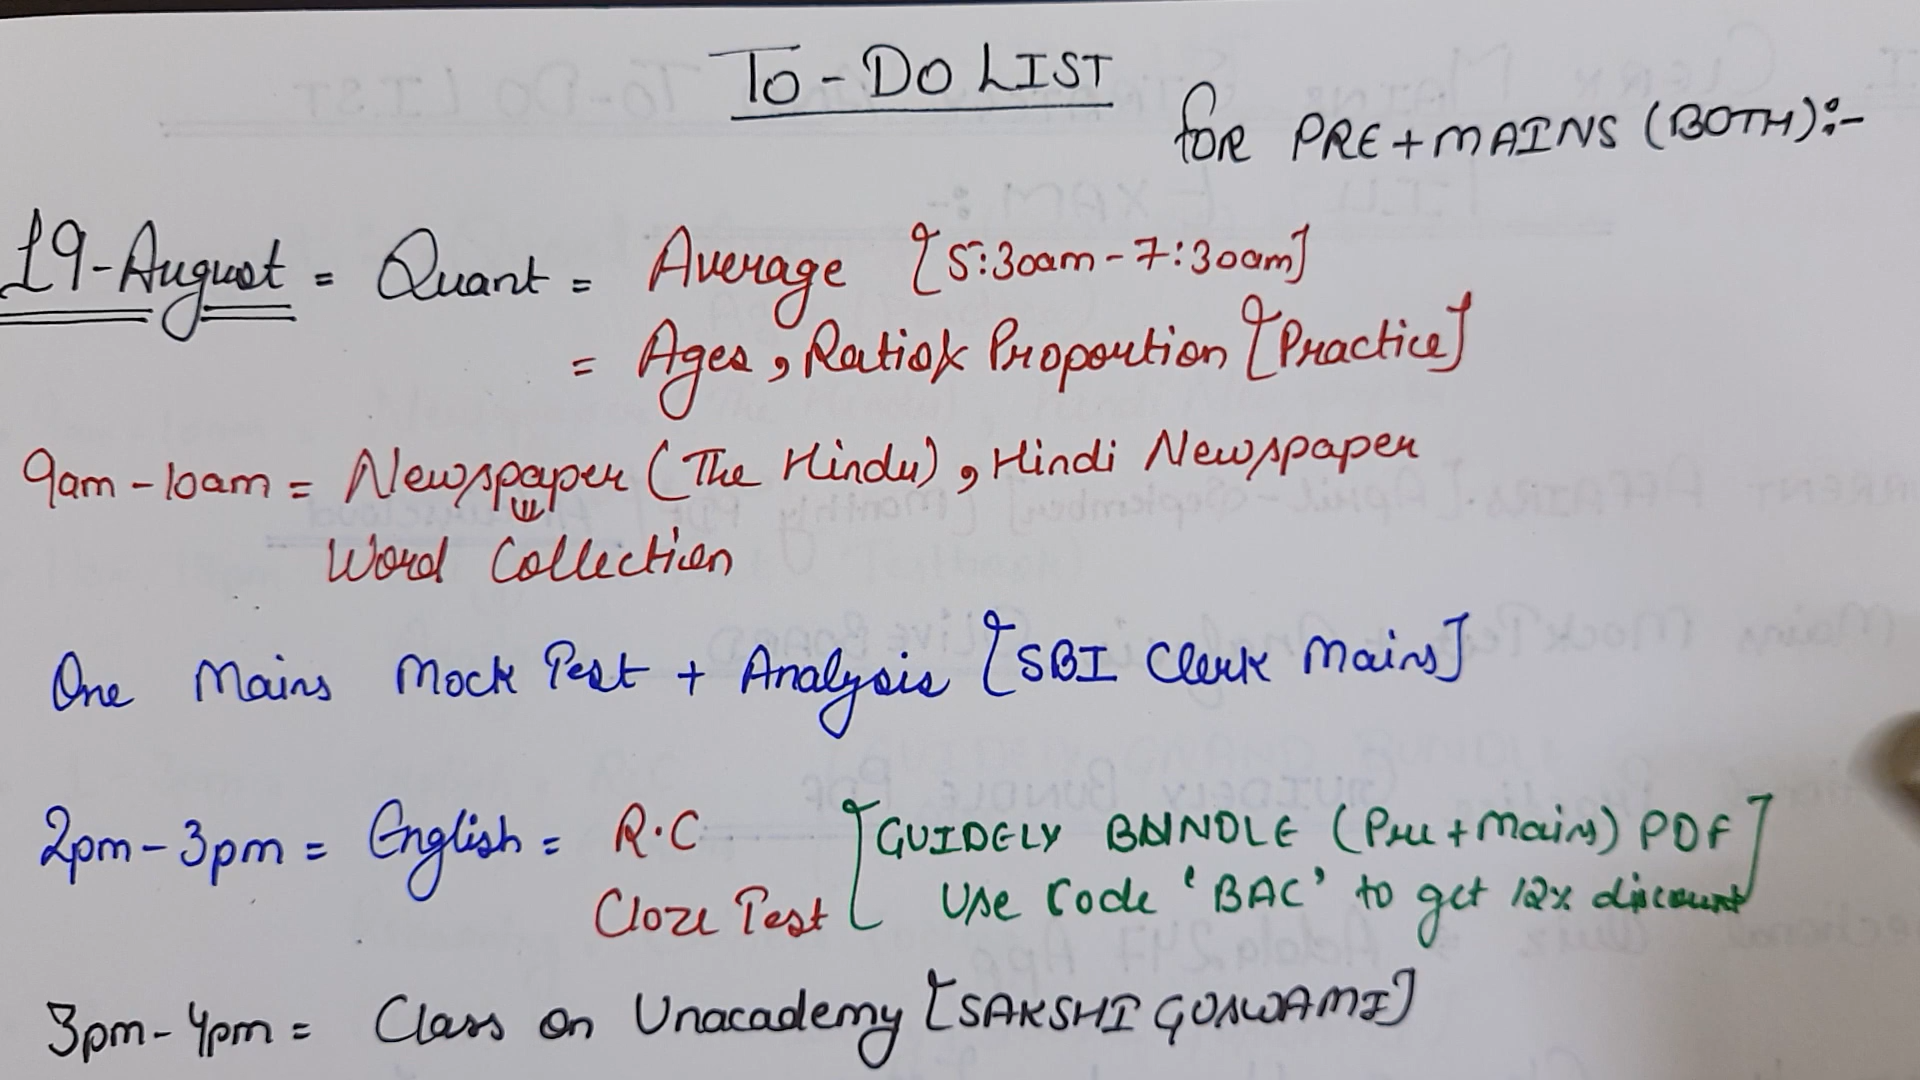 TO-DO LIST
for PRE+MAINS (BOTH):-
19-August = Quant = Average [5:30am-7:30am]
= Ages, Ratio & Proportion [Practice]
9am-10am = Newspaper (The Hindu), Hindi Newspaper
Word Collection
One Mains Mock Test + Analysis [SBI Clerk Mains]
2pm-3pm = English = R.C [GUIDELY BUNDLE (Pre+Mains) PDF
Cloze Test Use Code 'BAC' to get 12% discount]
3pm-4pm = Class on Unacademy [SAKSHI GOSWAMI]